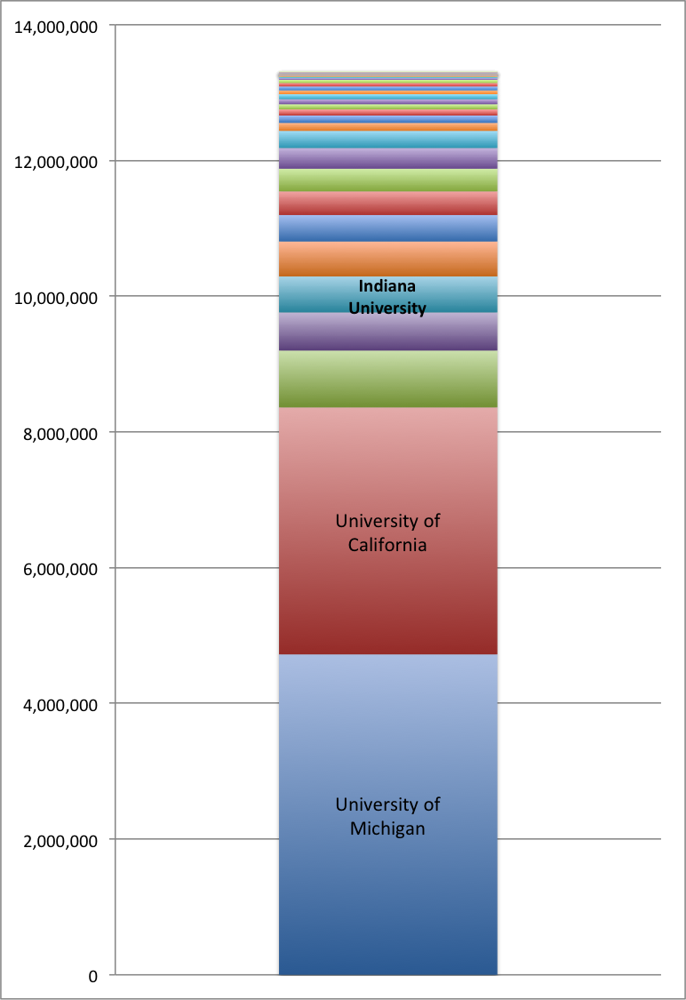 14,000,000
12,000,000
Indiana
University
10,000,000
8,000,000
University of
California
6,000,000
4,000,000
University of
Michigan
2,000,000
0